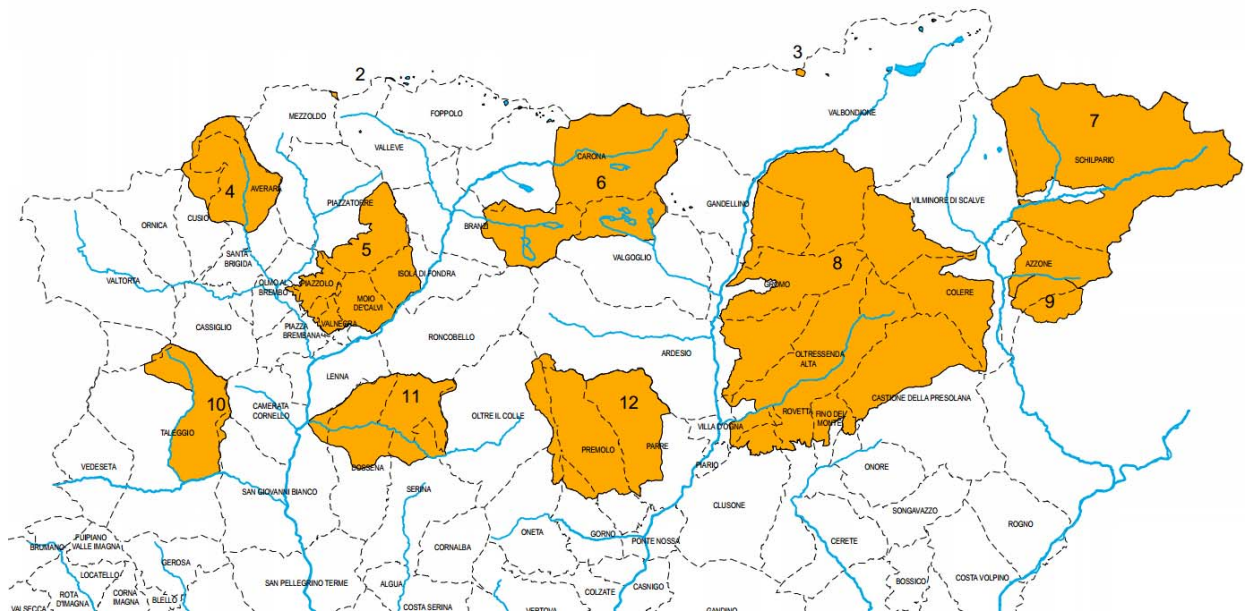 3
2
VALBONDIONE
FOPPOLO
MEZZOLDO
7
VALLEVE
CARONA
SCHILPARIO
6
4
AVERARA
PIAZZATORRE
VILMINORE DI SCALVE
GANDELLINO
CUSIO
ORNICA
BRANZI
5
SANTA
BRIGIDA
VALGOGLIO
8
AZZONE
ISOLA DI FONDRA
VALTORTA
OLMO AL
BREMBO
PIAZZOLO
GROMO
COLERE
9
MOIO
DE'CALVI
CASSIGLIO
PIAZZA
BREMBANA
VALNEGRA
RONCOBELLO
ARDESIO
OLTRESSENDA
ALTA
LENNA
10
11
12
CASTIONE DELLA PRESOLANA
CAMERATA
CORNELLO
OLTRE IL COLLE
ROVETTA
FINO DEL
MONTE
TALEGGIO
VILLA D'OGNA
PREMOLO
PARRE
VEDESETA
DOSSENA
PIARIO
ONORE
SAN GIOVANNI BIANCO
SERINA
CLUSONE
SONGAVAZZO
ROGNO
ONETA
GORNO
PONTE NOSSA
CERETE
FUIPIANO
VALLE IMAGNA
BRUMANO
CORNALBA
GEROSA
LOCATELLO
SAN PELLEGRINO TERME
ALGUA
COLZATE
CASNIGO
BOSSICO
COSTA VOLPINO
ROTA
D'IMAGNA
CORNA
IMAGNA
BLELLO
VALSECCA
COSTA SERINA
VERTOVA
GANDINO